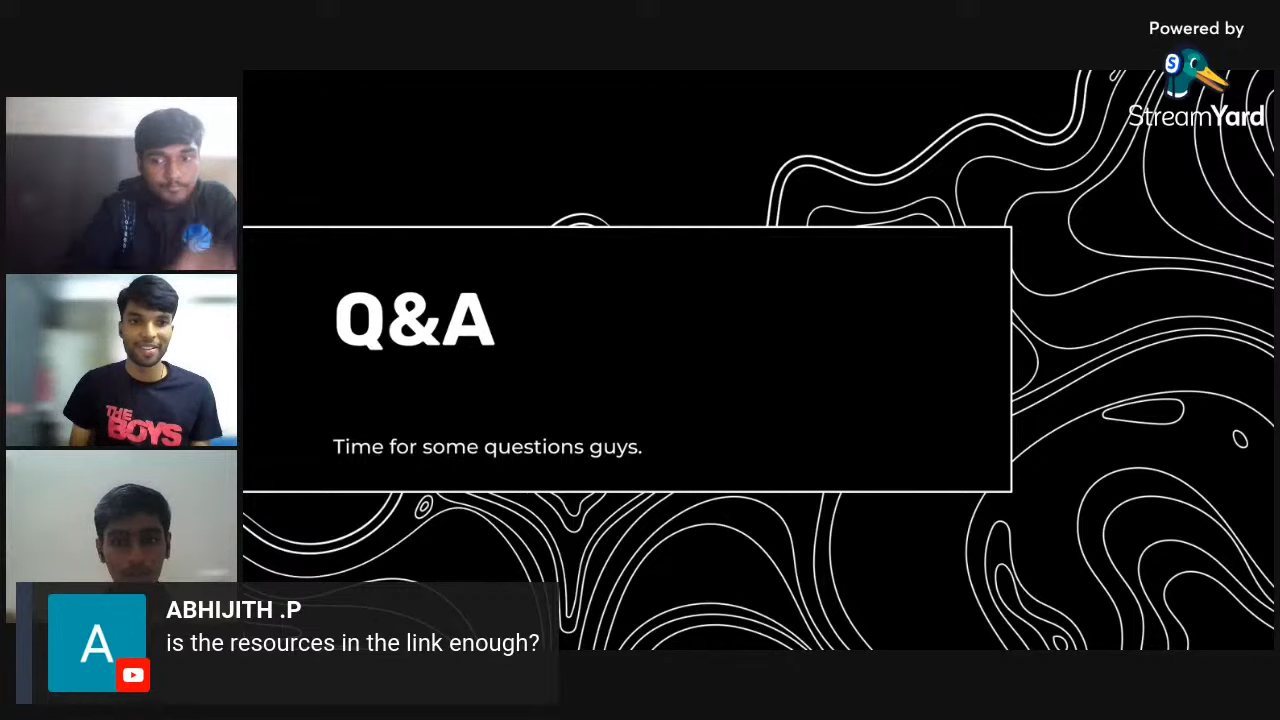 Powered by
StreamYard
Q&A
Time for some questions guys.
THE
BOYS
A
ABHIJITH .P
is the resources in the link enough?